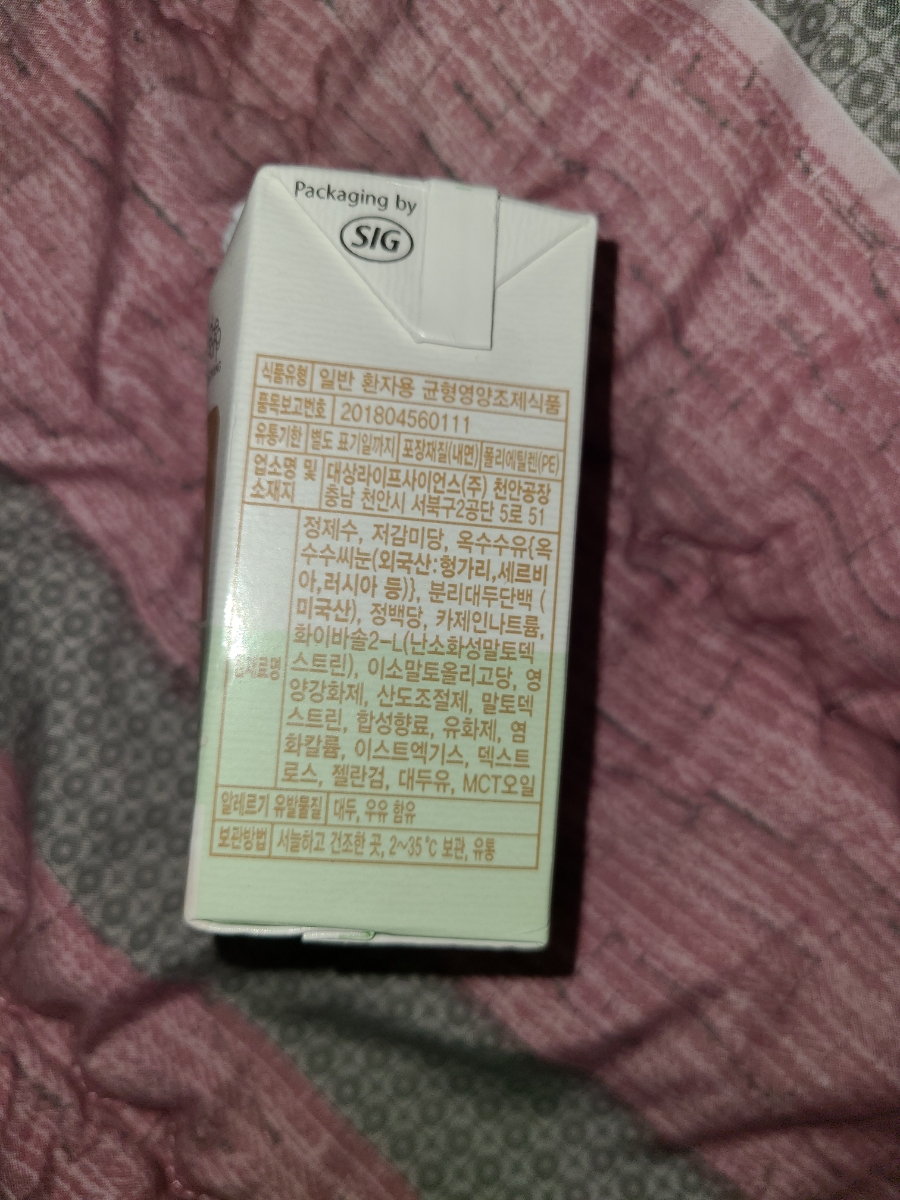 Packaging by
SIG
식품유형 일반 환자용 균형영양조제식품
품목보고번호 201804560111
유통기한 별도 표기일까지 포장재질(내면) 폴리에틸렌(PE)
업소명 및 소재지 대상라이프사이언스(주) 천안공장
충남 천안시 서북구2공단 5로 51
정제수, 저감미당, 옥수수유{옥
수수씨눈(외국산:헝가리,세르비
아,러시아 등)}, 분리대두단백 (
미국산), 정백당, 카제인나트륨,
화이바솔2-L(난소화성말토덱
스트린), 이소말토올리고당, 영
양강화제, 산도조절제, 말토덱
스트린, 합성향료, 유화제, 염
화칼륨, 이스트엑기스, 덱스트
로스, 젤란검, 대두유, MCT오일
알레르기 유발물질 대두, 우유 함유
보관방법 서늘하고 건조한 곳, 2~35℃ 보관, 유통